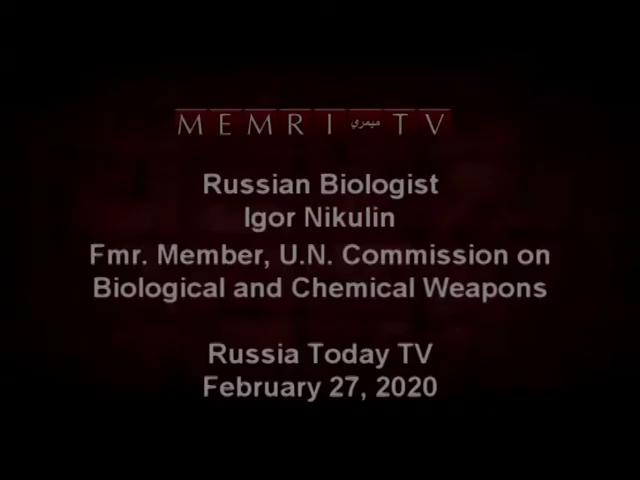 MEMRI ميمري TV
Russian Biologist
Igor Nikulin
Fmr. Member, U.N. Commission on
Biological and Chemical Weapons
Russia Today TV
February 27, 2020